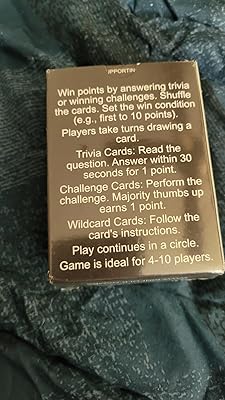 IPPORTIN
Win points by answering trivia
or winning challenges. Shuffle
the cards. Set the win condition
(e.g., first to 10 points).
Players take turns drawing a
card.
Trivia Cards: Read the
question. Answer within 30
seconds for 1 point.
Challenge Cards: Perform the
challenge. Majority thumbs up
earns 1 point.
Wildcard Cards: Follow the
card's instructions.
Play continues in a circle.
Game is ideal for 4-10 players.